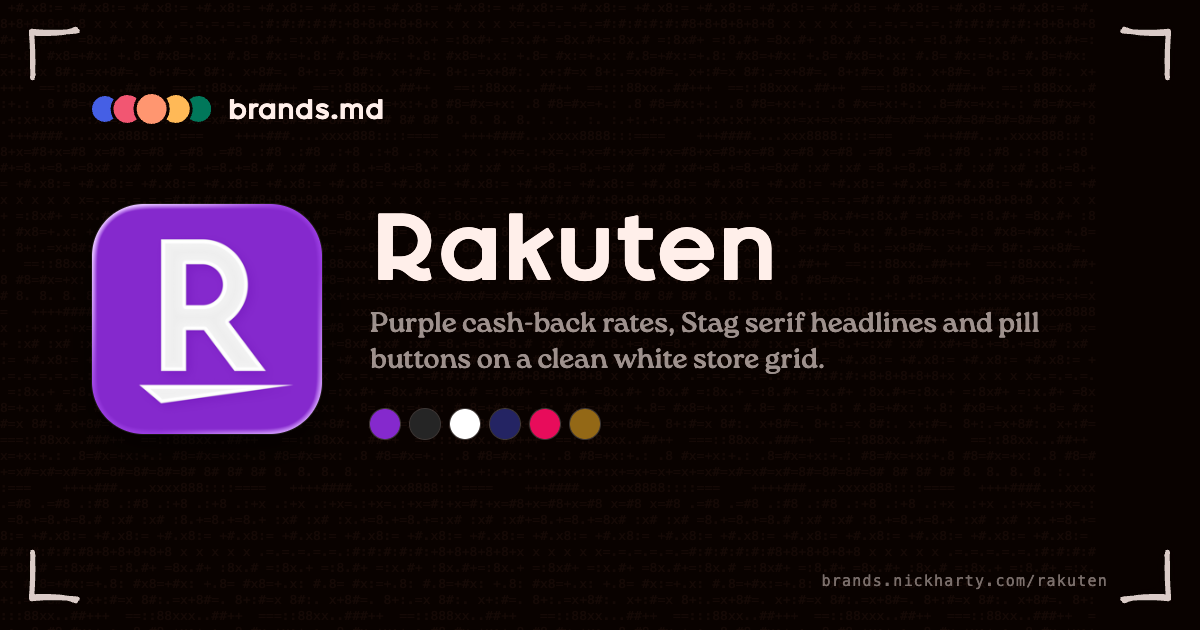 brands.md
R
Rakuten
Purple cash-back rates, Stag serif headlines and pill
buttons on a clean white store grid.
brands.nickharty.com/rakuten